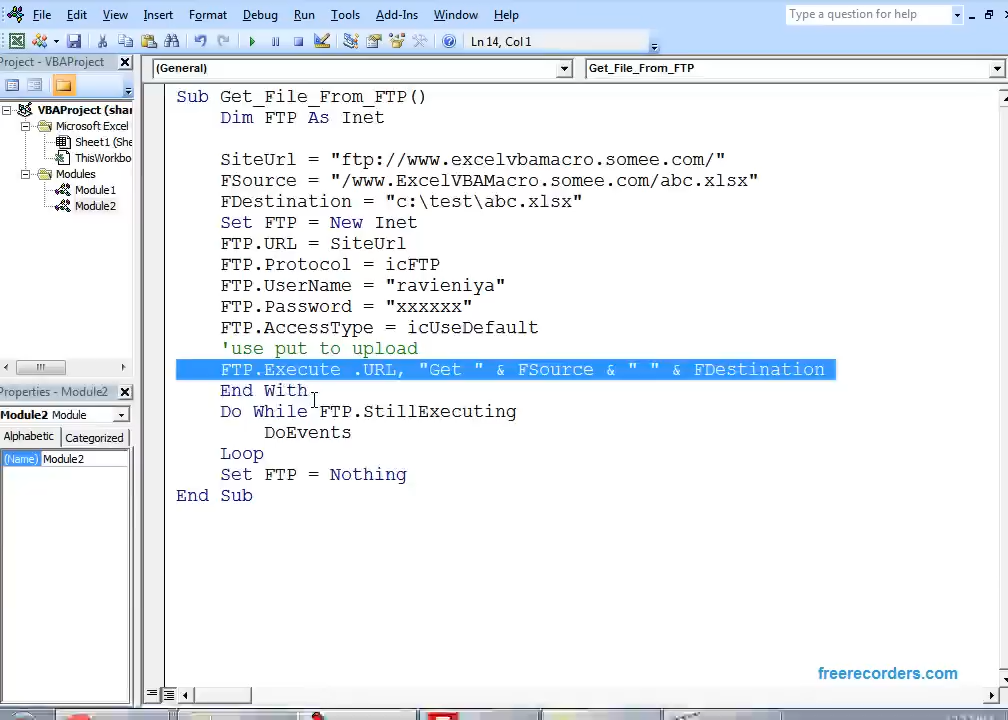 File Edit View Insert Format Debug Run Tools Add-Ins Window Help Type a question for help
Ln 14, Col 1
Project - VBAProject
(General) Get_File_From_FTP
VBAProject (shar
Microsoft Excel
Sheet1 (She
ThisWorkbo
Modules
Module1
Module2
Sub Get_File_From_FTP()
Dim FTP As Inet
SiteUrl = "ftp://www.excelvbamacro.somee.com/"
FSource = "/www.ExcelVBAMacro.somee.com/abc.xlsx"
FDestination = "c:\test\abc.xlsx"
Set FTP = New Inet
FTP.URL = SiteUrl
FTP.Protocol = icFTP
FTP.UserName = "ravieniya"
FTP.Password = "xxxxxx"
FTP.AccessType = icUseDefault
'use put to upload
FTP.Execute .URL, "Get " & FSource & " " & FDestination
End With
Do While FTP.StillExecuting
DoEvents
Loop
Set FTP = Nothing
End Sub
Properties - Module2
Module2 Module
Alphabetic Categorized
(Name) Module2
freerecorders.com